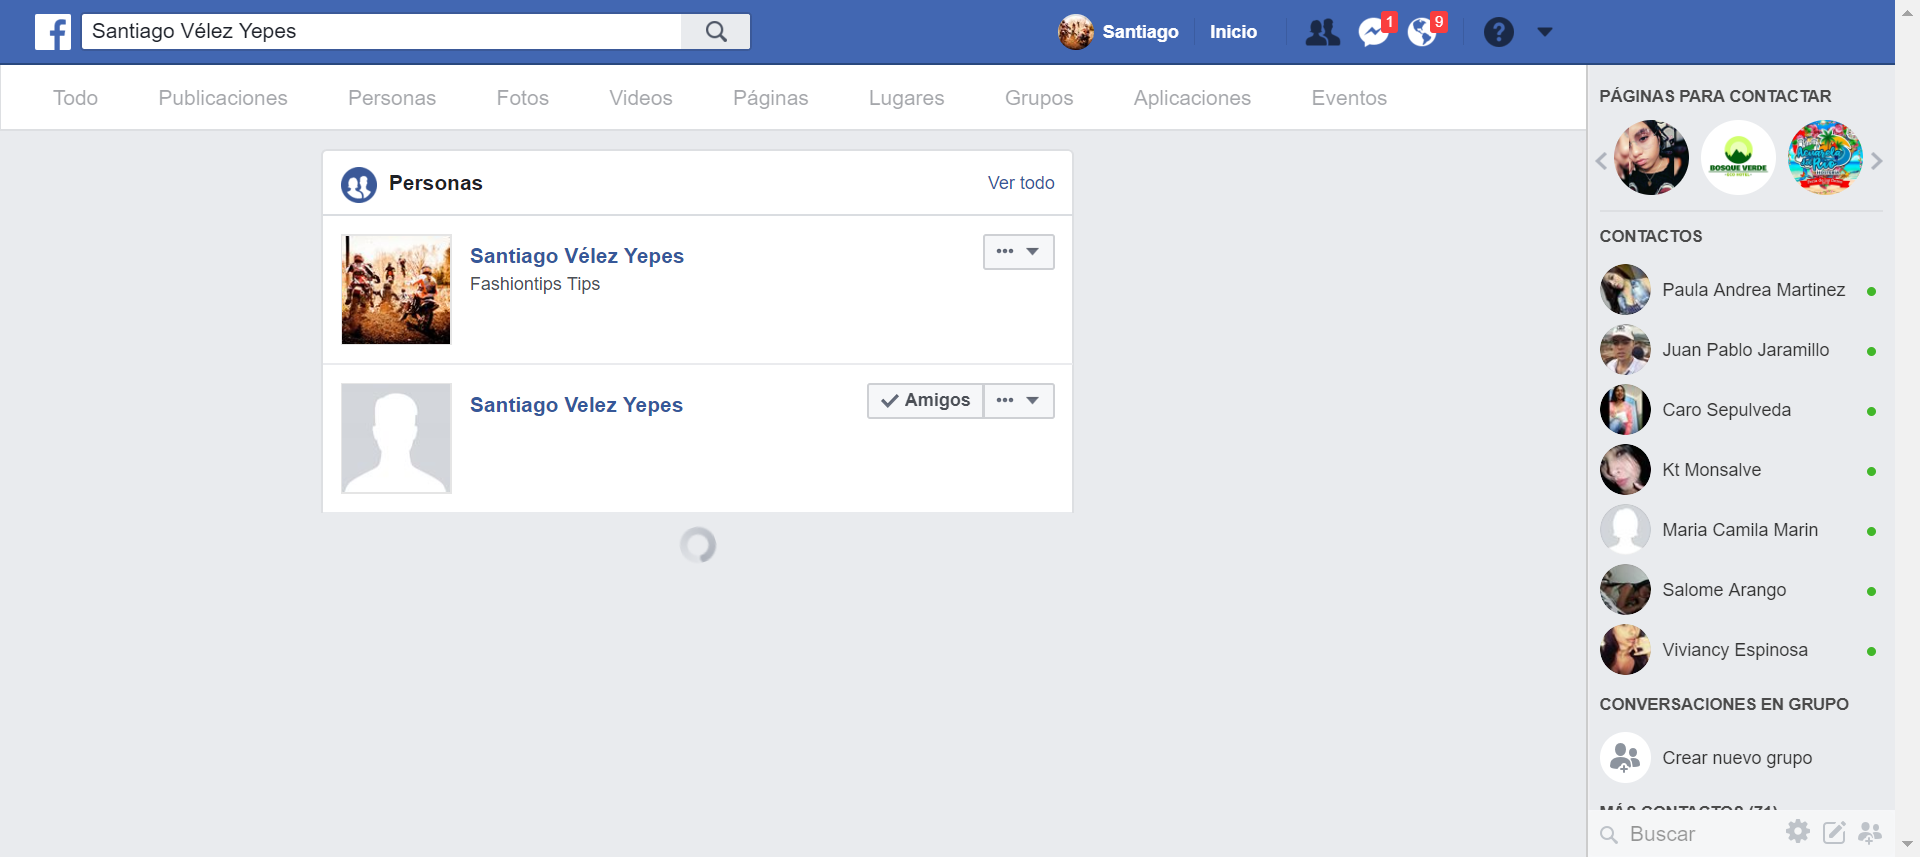 Santiago Vélez Yepes
Santiago
Inicio
1
9
Todo
Publicaciones
Personas
Fotos
Videos
Páginas
Lugares
Grupos
Aplicaciones
Eventos
Personas
Ver todo
Santiago Vélez Yepes
Fashiontips Tips
Santiago Velez Yepes
Amigos
PÁGINAS PARA CONTACTAR
BOSQUE VERDE
CONTACTOS
Paula Andrea Martinez
Juan Pablo Jaramillo
Caro Sepulveda
Kt Monsalve
Maria Camila Marin
Salome Arango
Viviancy Espinosa
CONVERSACIONES EN GRUPO
Crear nuevo grupo
MÁS CONTACTOS (71)
Buscar